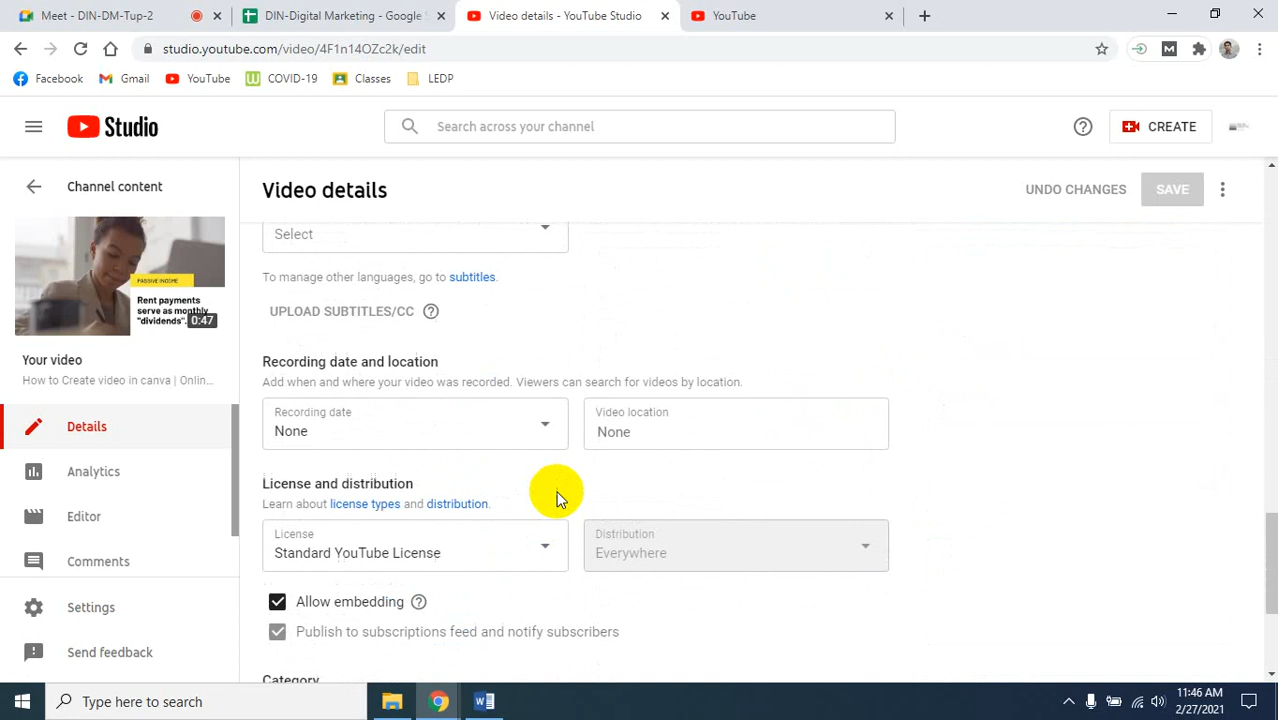 DIN-DM-Tup-2
DIN-Digital Marketing - Google S
Video details - YouTube Studio
YouTube
studio.youtube.com/video/4F1n14OZc2k/edit
Facebook
Gmail
YouTube
COVID-19
Classes
LEDP
Studio
Search across your channel
CREATE
Channel content
Video details
UNDO CHANGES
SAVE
PASSIVE INCOME
Rent payments
serve as monthly
"dividends".
0:47
Your video
How to Create video in canva | Onlin...
Details
Analytics
Editor
Comments
Settings
Send feedback
Select
To manage other languages, go to subtitles.
UPLOAD SUBTITLES/CC
Recording date and location
Add when and where your video was recorded. Viewers can search for videos by location.
Recording date
None
Video location
None
License and distribution
Learn about license types and distribution.
License
Standard YouTube License
Distribution
Everywhere
Allow embedding
Publish to subscriptions feed and notify subscribers
Category
Type here to search
11:46 AM
2/27/2021